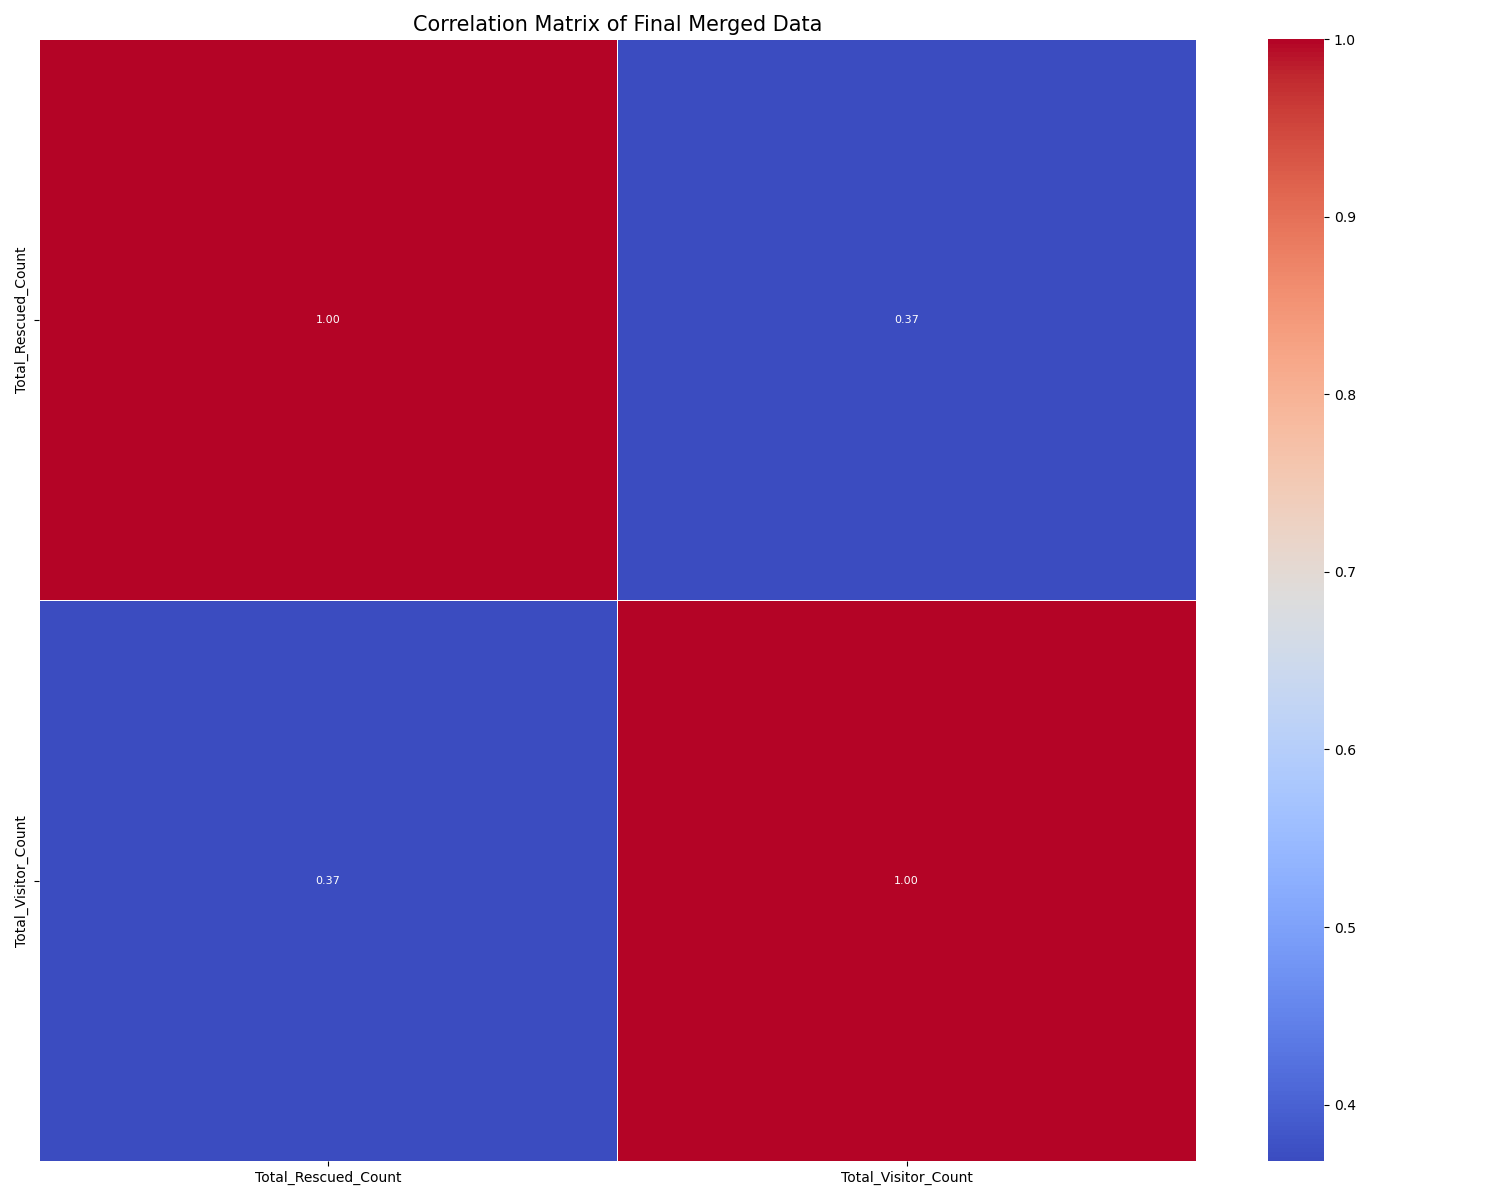 Correlation Matrix of Final Merged Data
Total_Rescued_Count
1.00
0.37
Total_Visitor_Count
0.37
1.00
Total_Rescued_Count
Total_Visitor_Count
1.0
0.9
0.8
0.7
0.6
0.5
0.4